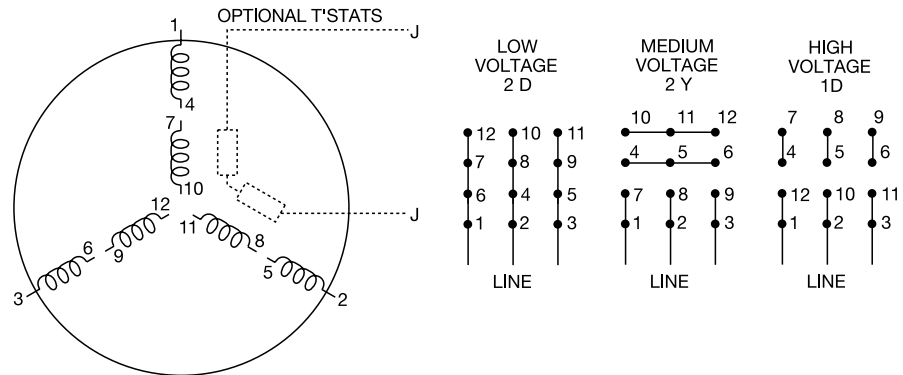 OPTIONAL T'STATS
J
1
4
7
10
12
11
6
9
8
5
3
2
J
LOW
VOLTAGE
2 D
12 10 11
7 8 9
6 4 5
1 2 3
LINE
MEDIUM
VOLTAGE
2 Y
10 11 12
4 5 6
7 8 9
1 2 3
LINE
HIGH
VOLTAGE
1D
7 8 9
4 5 6
12 10 11
1 2 3
LINE